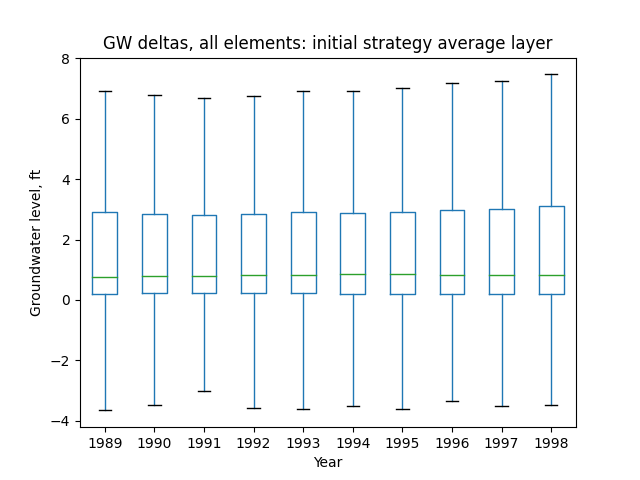 GW deltas, all elements: initial strategy average layer
8
6
4
2
0
−2
−4
Groundwater level, ft
1989 1990 1991 1992 1993 1994 1995 1996 1997 1998
Year